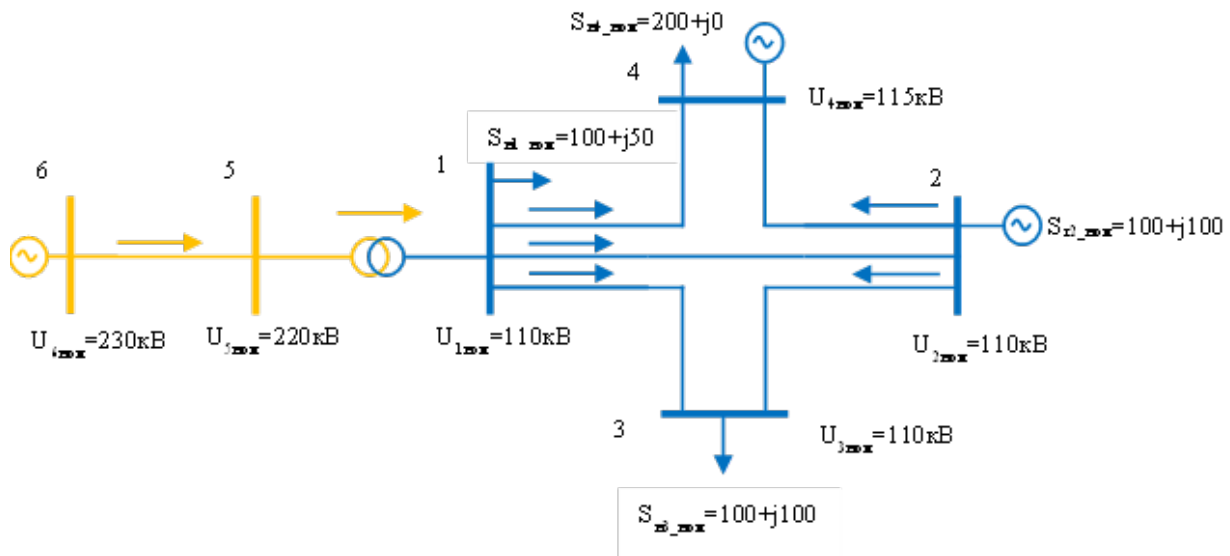 Sн4_ном=200+j0
4
U4ном=115кВ
Sн1_ном=100+j50
1
6
5
2
Sг2_ном=100+j100
U6ном=230кВ
U5ном=220кВ
U1ном=110кВ
U2ном=110кВ
3
U3ном=110кВ
Sн3_ном=100+j100